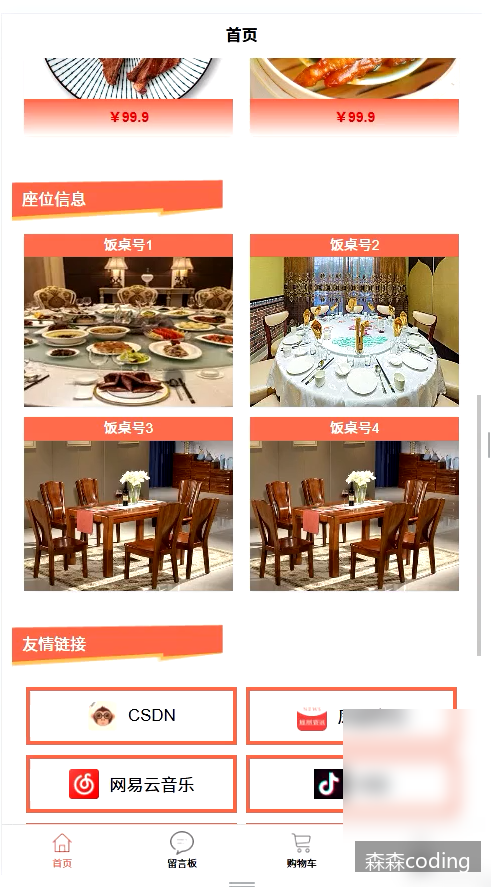 首页
￥99.9
￥99.9
座位信息
饭桌号1
饭桌号2
饭桌号3
饭桌号4
友情链接
CSDN
网易云音乐
首页
留言板
购物车
森森coding